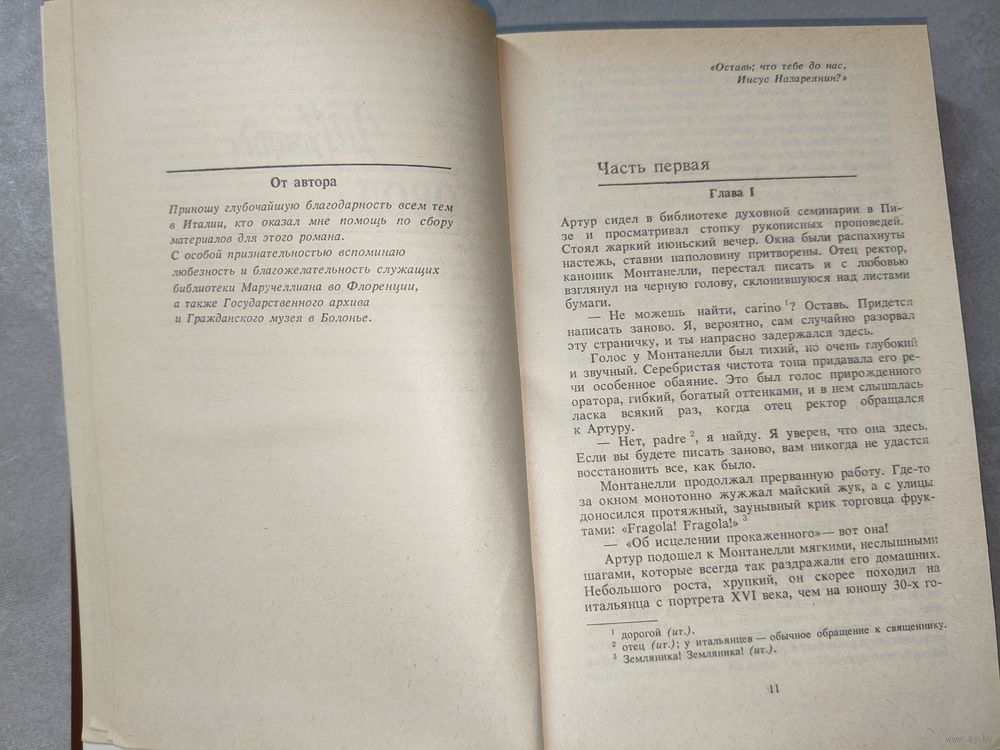 От автора
Приношу глубочайшую благодарность всем тем
в Италии, кто оказал мне помощь по сбору
материалов для этого романа.
С особой признательностью вспоминаю
любезность и благожелательность служащих
библиотеки Маручеллиана во Флоренции,
а также Государственного архива
и Гражданского музея в Болонье.
«Оставь; что тебе до нас,
Иисус Назареянин?»
Часть первая
Глава I
Артур сидел в библиотеке духовной семинарии в Пи-
зе и просматривал стопку рукописных проповедей.
Стоял жаркий июньский вечер. Окна были распахнуты
настежь, ставни наполовину притворены. Отец ректор,
каноник Монтанелли, перестал писать и с любовью
взглянул на черную голову, склонившуюся над листами
бумаги.
— Не можешь найти, carino ¹? Оставь. Придется
написать заново. Я, вероятно, сам случайно разорвал
эту страничку, и ты напрасно задержался здесь.
Голос у Монтанелли был тихий, но очень глубокий
и звучный. Серебристая чистота тона придавала его ре-
чи особенное обаяние. Это был голос прирожденного
оратора, гибкий, богатый оттенками, и в нем слышалась
ласка всякий раз, когда отец ректор обращался
к Артуру.
— Нет, padre ², я найду. Я уверен, что она здесь.
Если вы будете писать заново, вам никогда не удастся
восстановить все, как было.
Монтанелли продолжал прерванную работу. Где-то
за окном монотонно жужжал майский жук, а с улицы
доносился протяжный, заунывный крик торговца фрук-
тами: «Fragola! Fragola!» ³
— «Об исцелении прокаженного»— вот она!
Артур подошел к Монтанелли мягкими, неслышными
шагами, которые всегда так раздражали его домашних.
Небольшого роста, хрупкий, он скорее походил на
итальянца с портрета XVI века, чем на юношу 30-х го-
¹ дорогой (ит.).
² отец (ит.); у итальянцев — обычное обращение к священнику.
³ Земляника! Земляника! (ит.).
11
ay.by